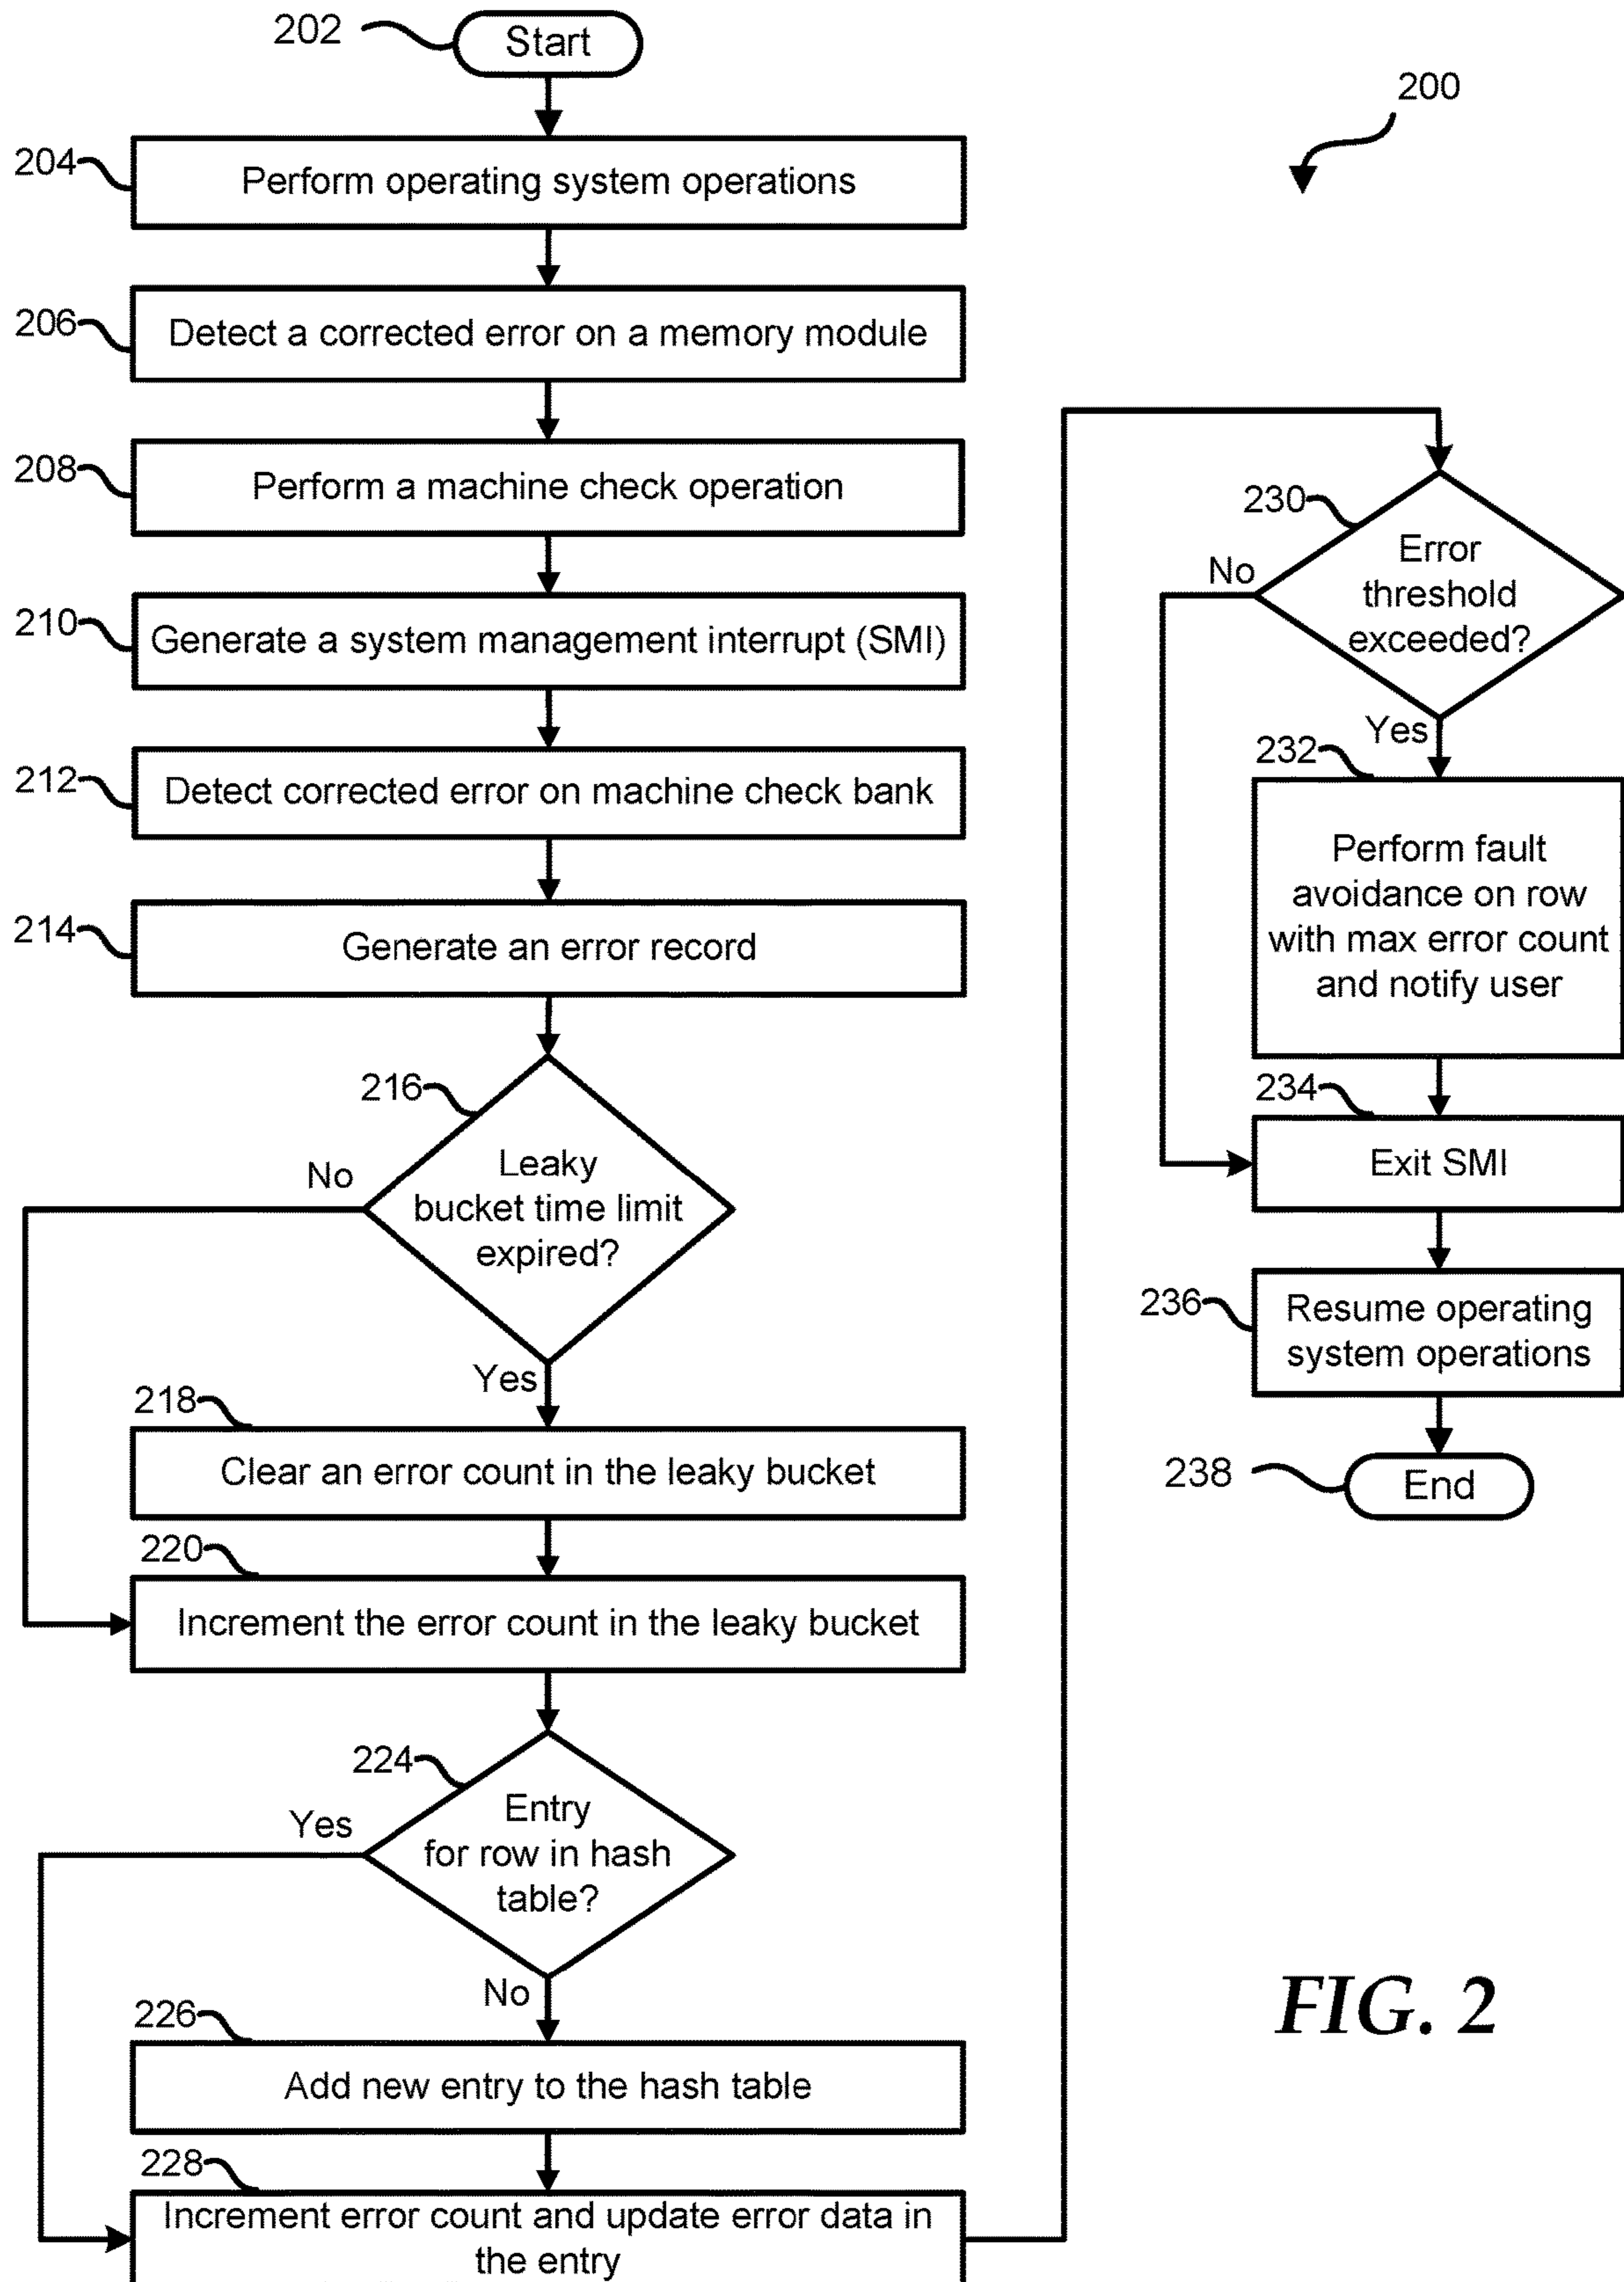 202
Start
200
204
Perform operating system operations
206
Detect a corrected error on a memory module
208
Perform a machine check operation
210
Generate a system management interrupt (SMI)
212
Detect corrected error on machine check bank
214
Generate an error record
216
No
Leaky
bucket time limit
expired?
Yes
218
Clear an error count in the leaky bucket
220
Increment the error count in the leaky bucket
224
Yes
Entry
for row in hash
table?
No
226
Add new entry to the hash table
228
Increment error count and update error data in
the entry
230
No
Error
threshold
exceeded?
Yes
232
Perform fault
avoidance on row
with max error count
and notify user
234
Exit SMI
236
Resume operating
system operations
238
End
FIG. 2